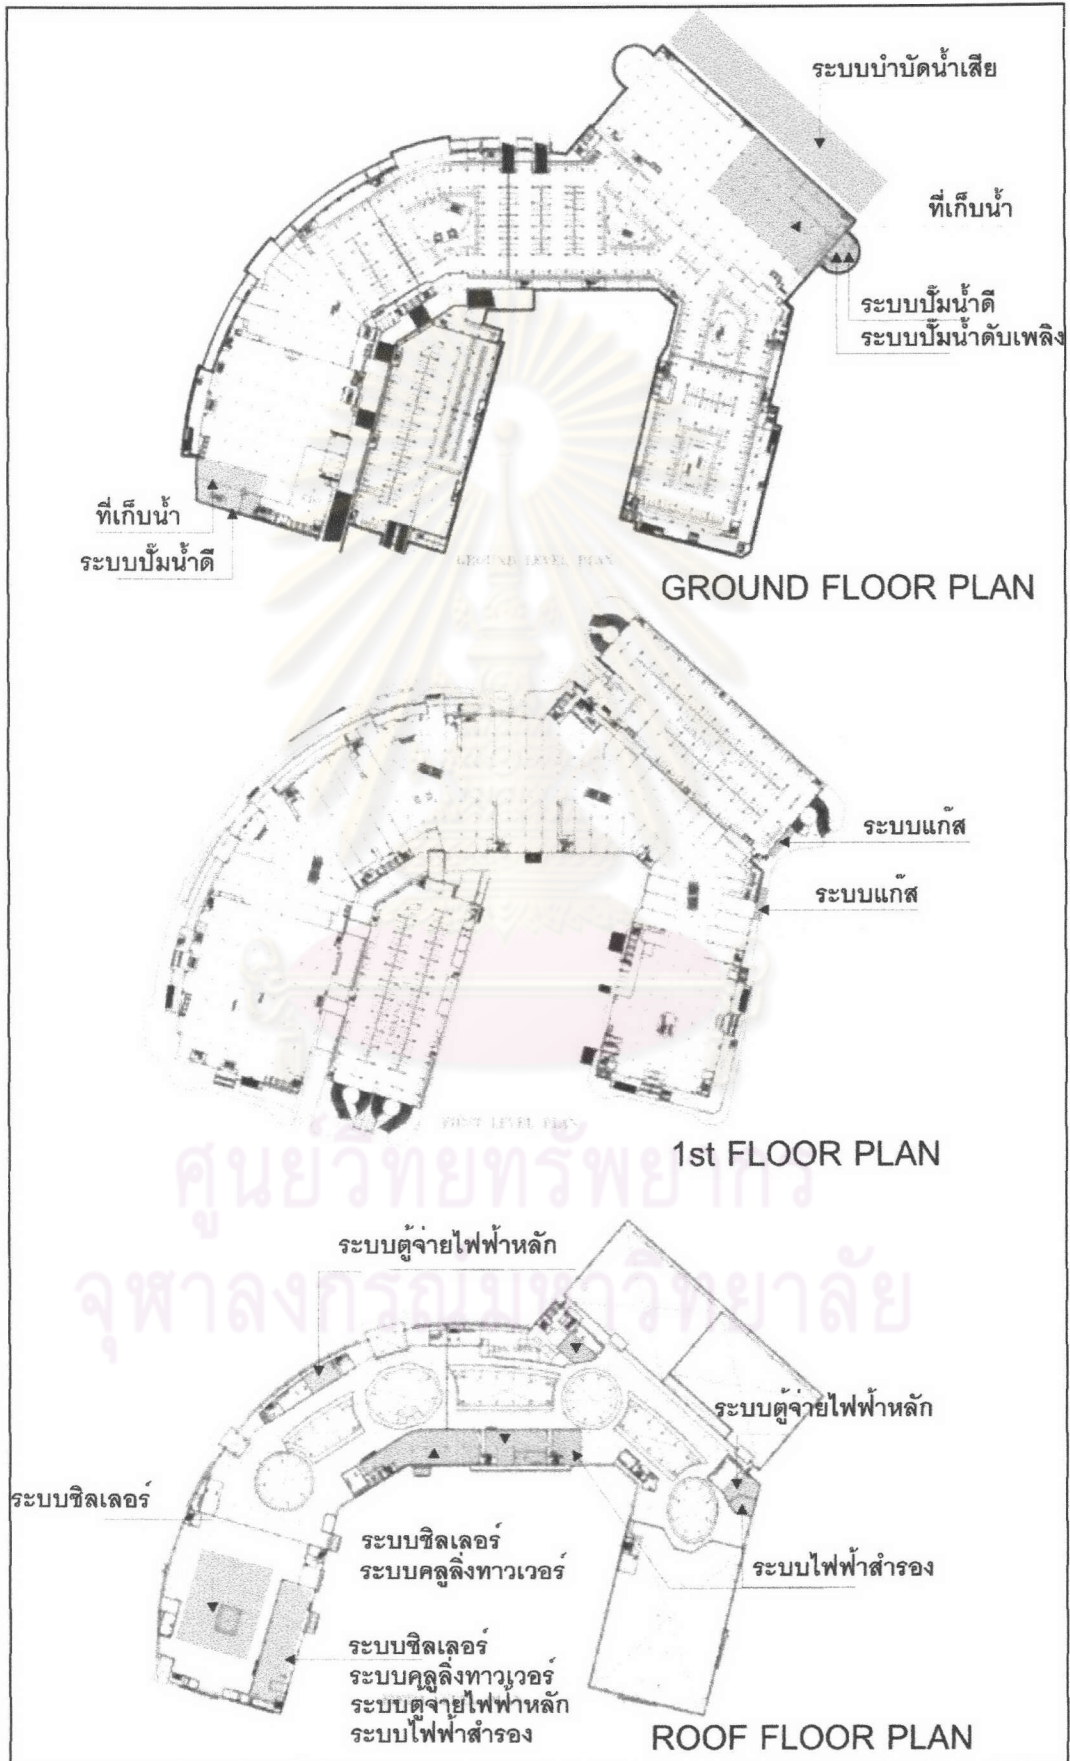 ระบบบำบัดน้ำเสีย
ที่เก็บน้ำ
ระบบปั๊มน้ำดี
ระบบปั๊มน้ำดับเพลิง
ที่เก็บน้ำ
ระบบปั๊มน้ำดี
GROUND LEVEL PLAN
GROUND FLOOR PLAN
ระบบแก๊ส
ระบบแก๊ส
FIRST LEVEL PLAN
1st FLOOR PLAN
ศูนย์วิทยทรัพยากร
จุฬาลงกรณ์มหาวิทยาลัย
ระบบตู้จ่ายไฟฟ้าหลัก
ระบบตู้จ่ายไฟฟ้าหลัก
ระบบชิลเลอร์
ระบบชิลเลอร์
ระบบคลูลิ่งทาวเวอร์
ระบบไฟฟ้าสำรอง
ระบบชิลเลอร์
ระบบคลูลิ่งทาวเวอร์
ระบบตู้จ่ายไฟฟ้าหลัก
ระบบไฟฟ้าสำรอง
ROOF FLOOR PLAN